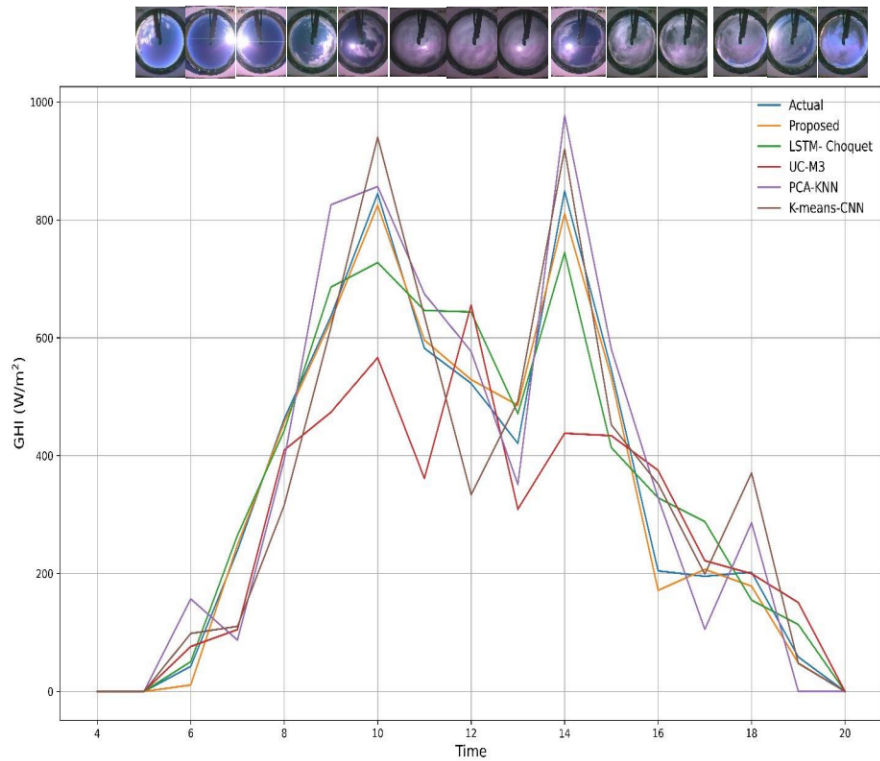 1000
800
600
400
200
0
GHI (W/m²)
Actual
Proposed
LSTM- Choquet
UC-M3
PCA-KNN
K-means-CNN
4 6 8 10 12 14 16 18 20
Time